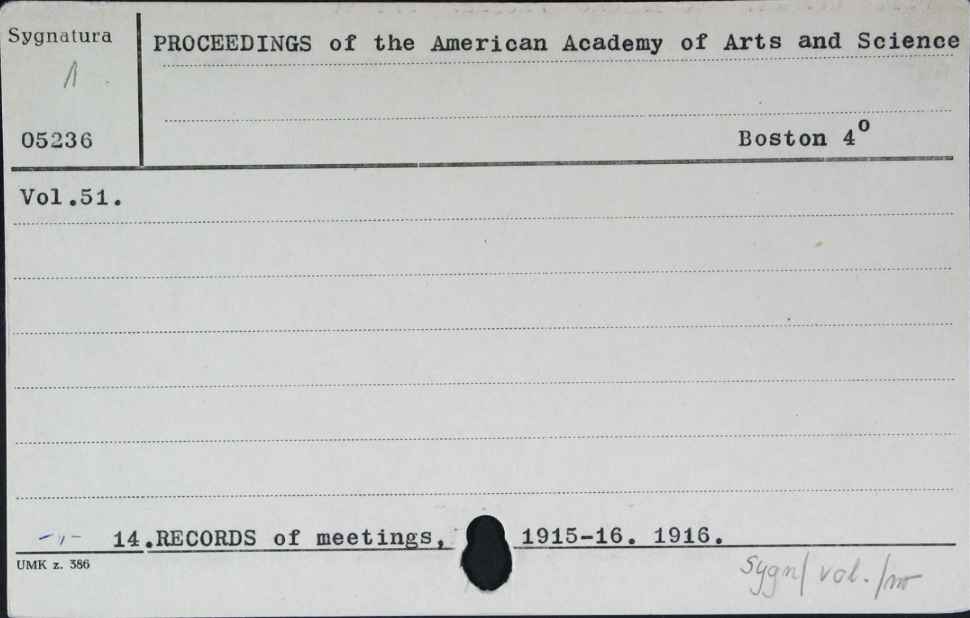 Sygnatura
PROCEEDINGS of the American Academy of Arts and Science
05236
Boston 4⁰
Vol.51.
-"- 14.RECORDS of meetings, 1915-16. 1916.
UMK z. 386
Sygn/ vol./nr